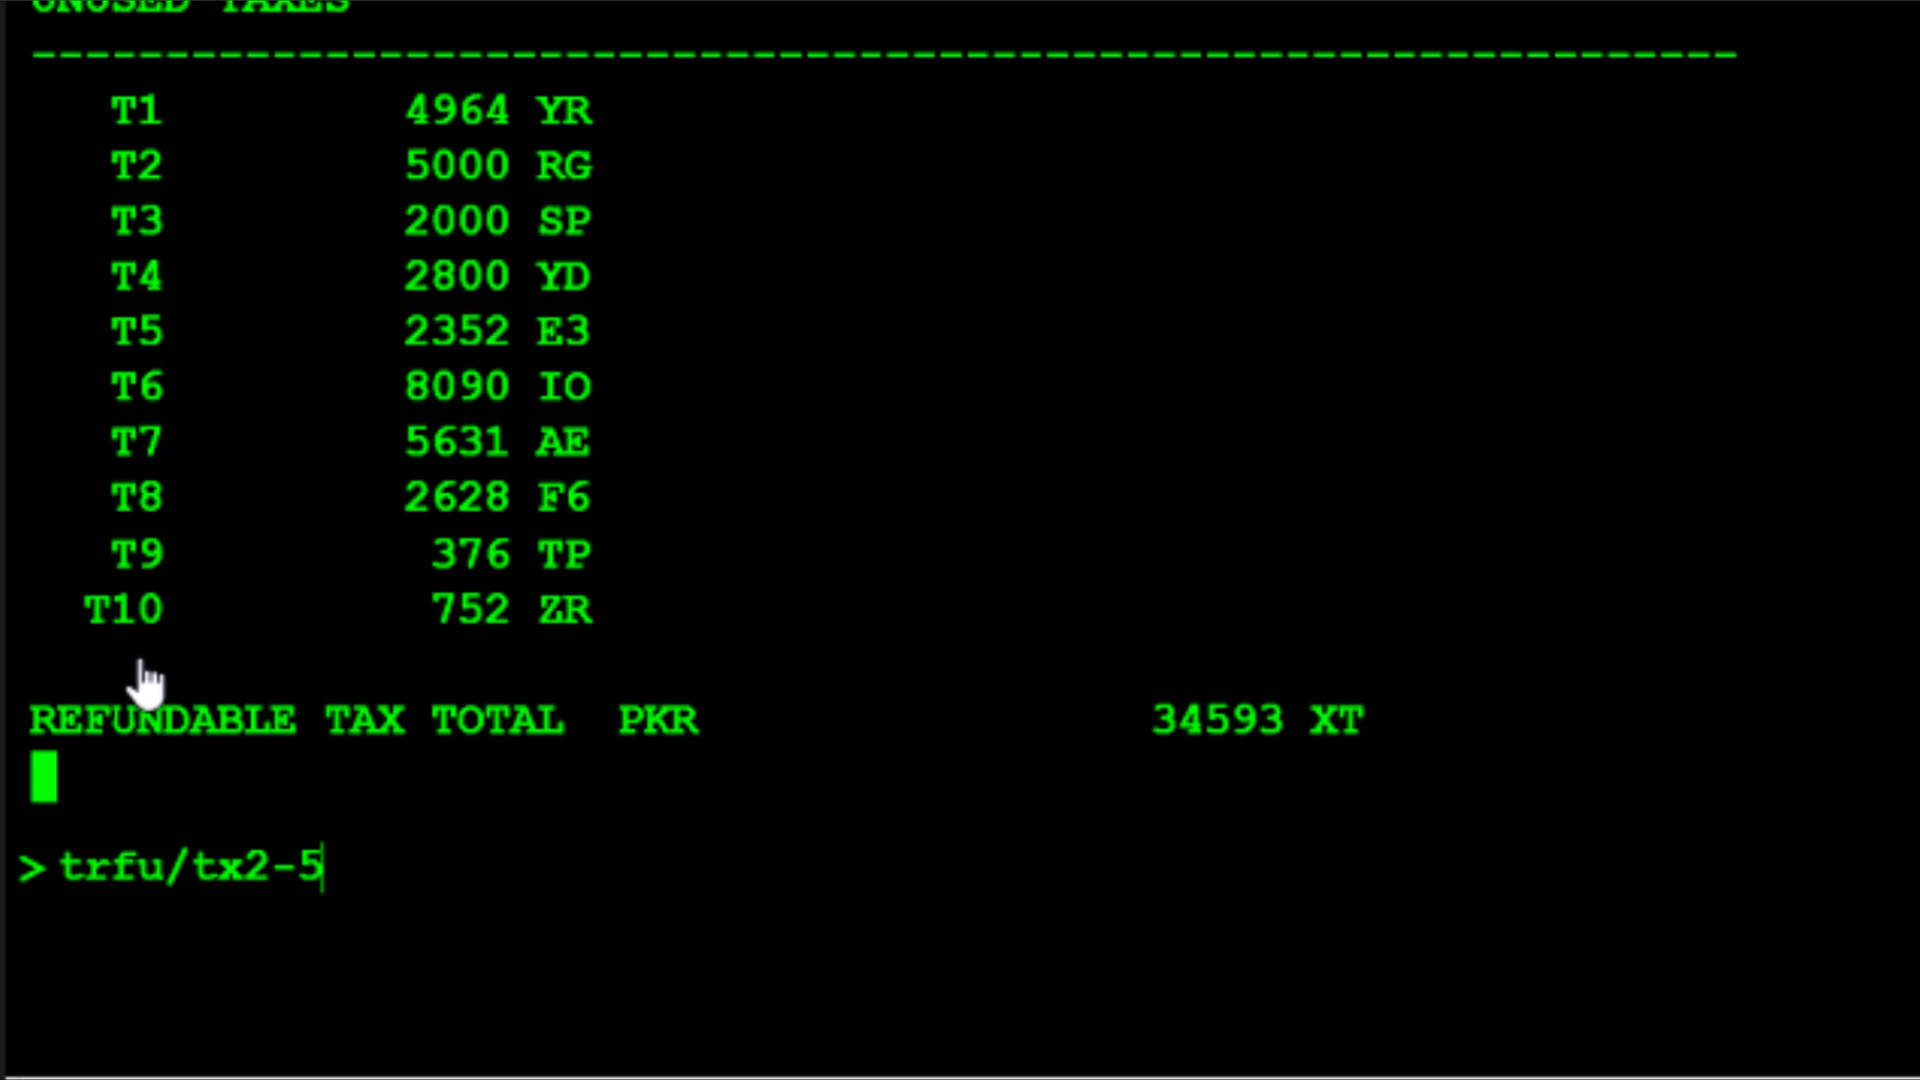 UNUSED TAXES
-----------------------------------------------------------------
T1 4964 YR
T2 5000 RG
T3 2000 SP
T4 2800 YD
T5 2352 E3
T6 8090 IO
T7 5631 AE
T8 2628 F6
T9 376 TP
T10 752 ZR
REFUNDABLE TAX TOTAL PKR 34593 XT
> trfu/tx2-5